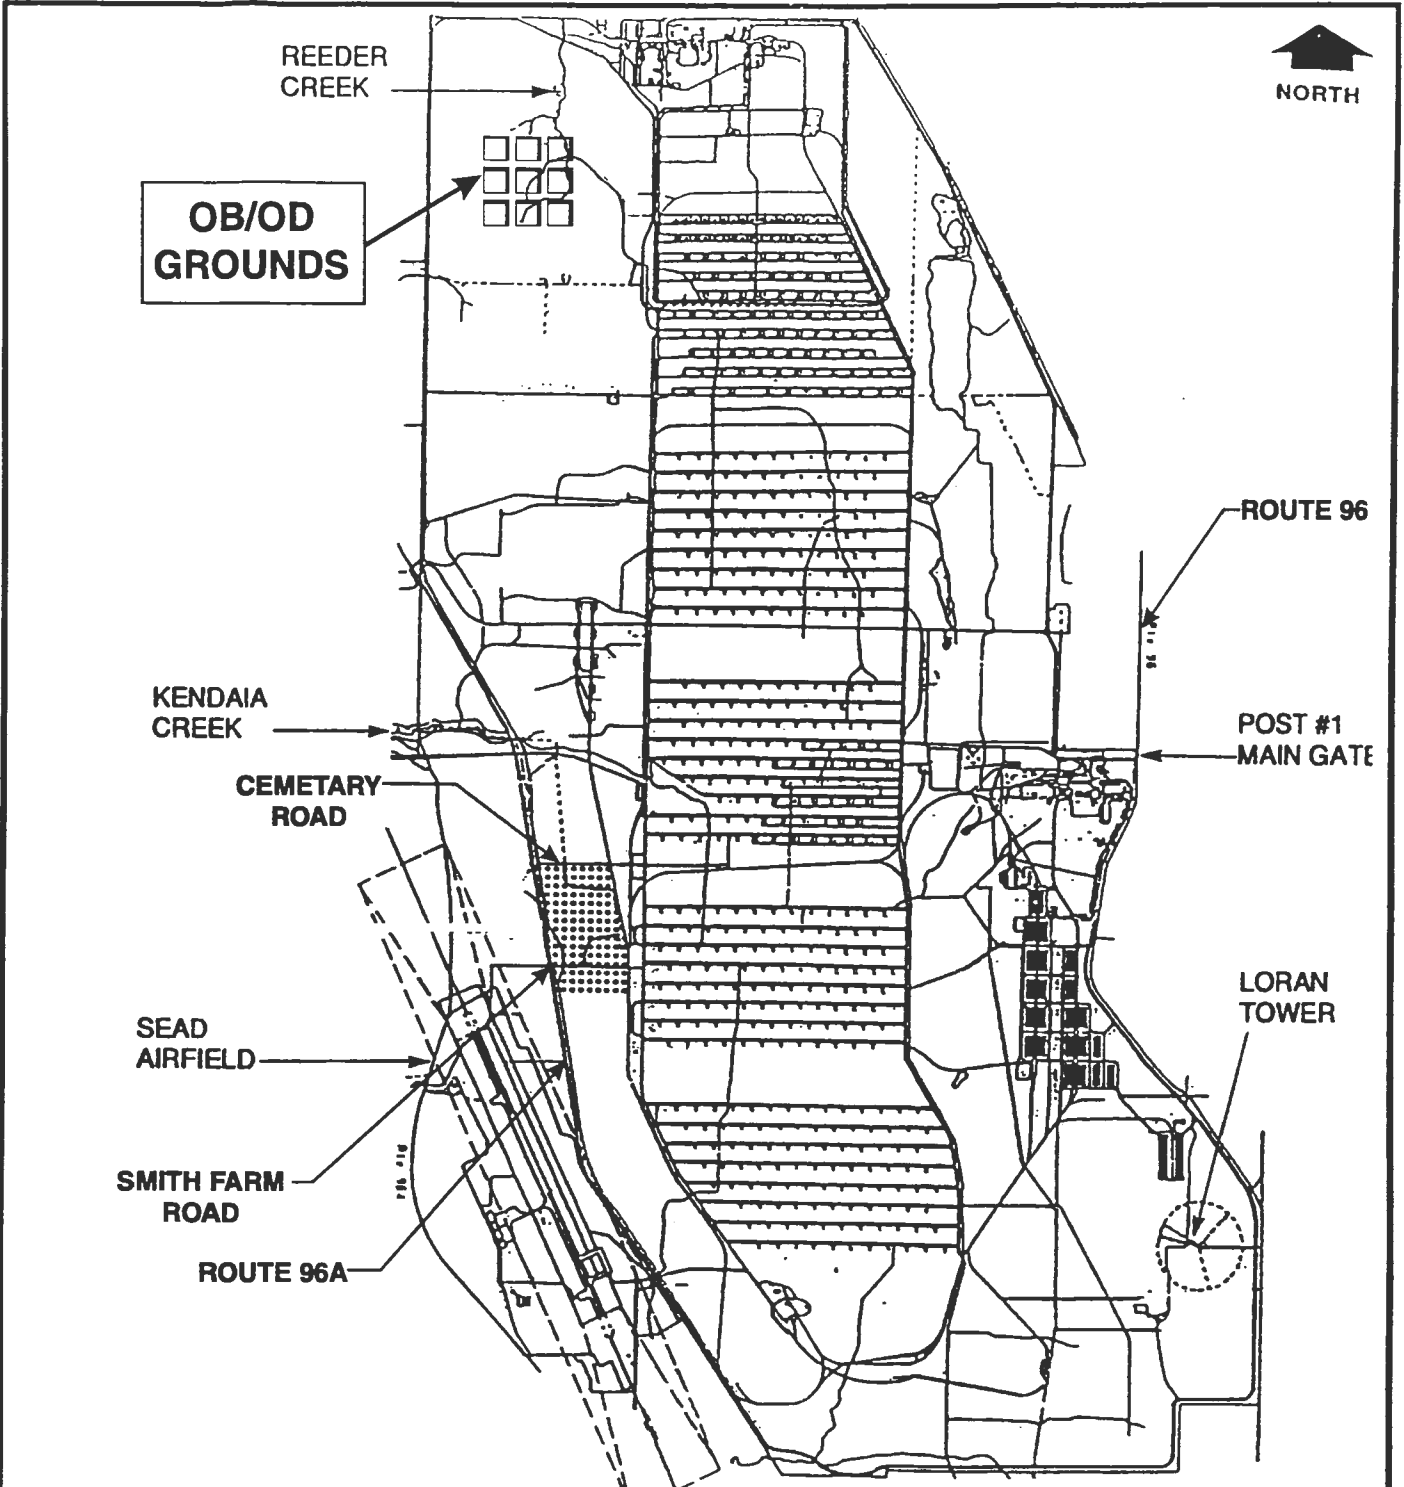 REEDER
CREEK
NORTH
OB/OD
GROUNDS
ROUTE 96
KENDAIA
CREEK
POST #1
MAIN GATE
CEMETARY
ROAD
LORAN
TOWER
SEAD
AIRFIELD
SMITH FARM
ROAD
ROUTE 96A